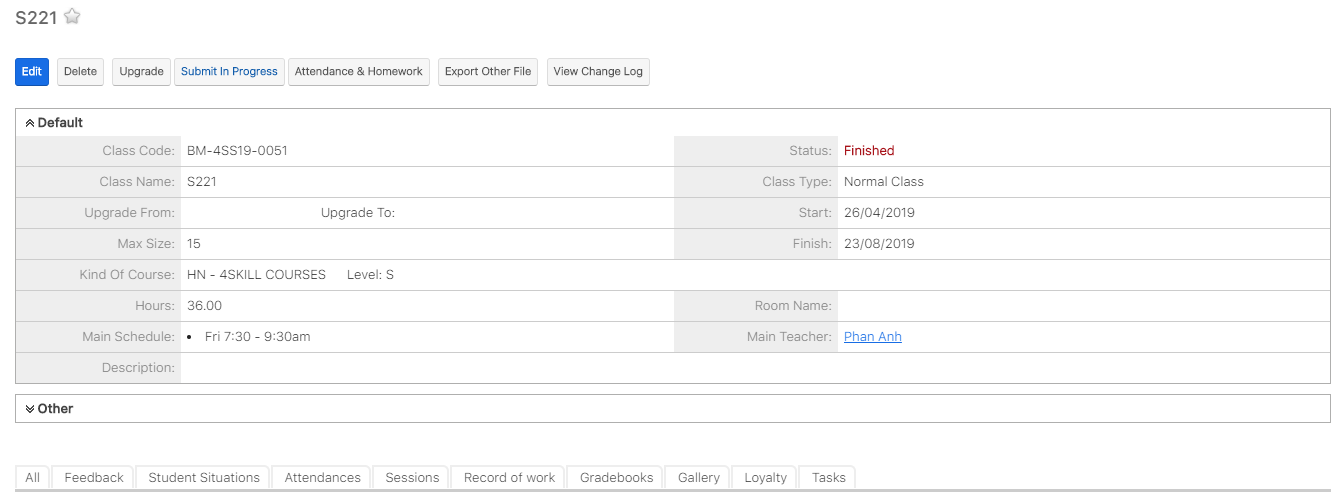 S221
Edit Delete Upgrade Submit In Progress Attendance & Homework Export Other File View Change Log
Default
Class Code: BM-4SS19-0051 Status: Finished
Class Name: S221 Class Type: Normal Class
Upgrade From: Upgrade To: Start: 26/04/2019
Max Size: 15 Finish: 23/08/2019
Kind Of Course: HN - 4SKILL COURSES Level: S
Hours: 36.00 Room Name:
Main Schedule: • Fri 7:30 - 9:30am Main Teacher: Phan Anh
Description:
Other
All Feedback Student Situations Attendances Sessions Record of work Gradebooks Gallery Loyalty Tasks